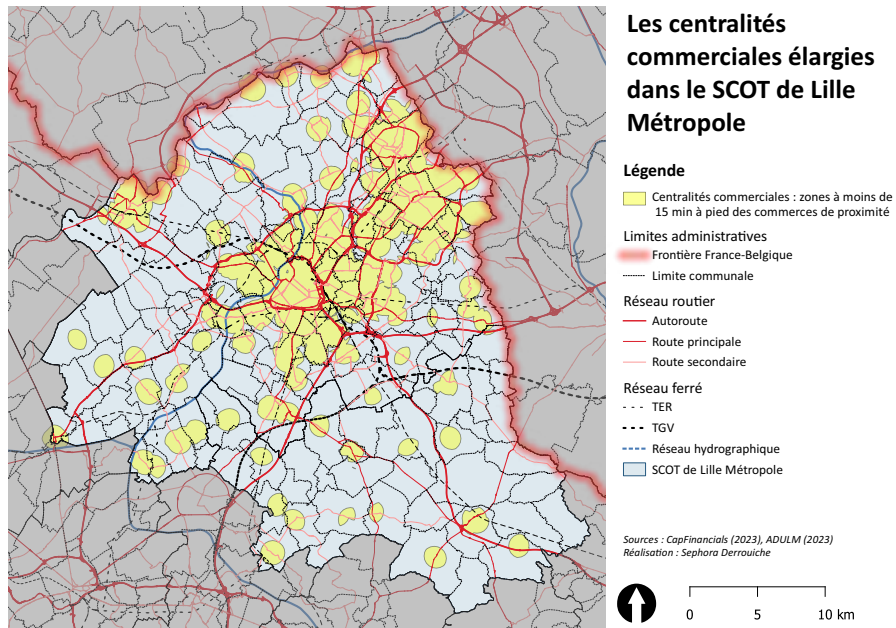 Les centralités
commerciales élargies
dans le SCOT de Lille
Métropole
Légende
Centralités commerciales : zones à moins de
15 min à pied des commerces de proximité
Limites administratives
Frontière France-Belgique
Limite communale
Réseau routier
Autoroute
Route principale
Route secondaire
Réseau ferré
TER
TGV
Réseau hydrographique
SCOT de Lille Métropole
Sources : CapFinancials (2023), ADULM (2023)
Réalisation : Sephora Derrouiche
0 5 10 km